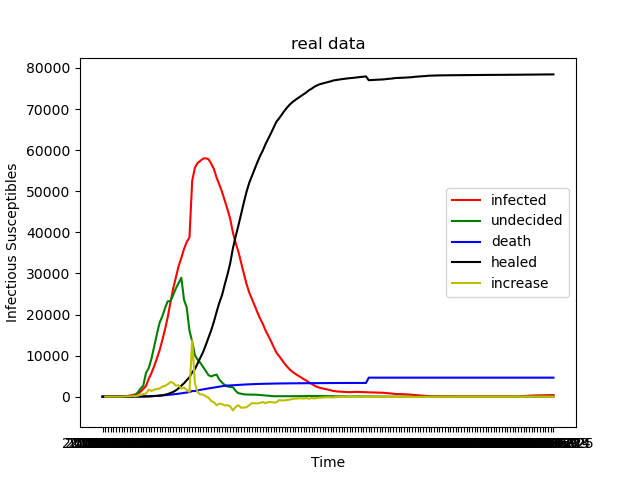 real data
80000
70000
60000
50000
40000
30000
20000
10000
0
Infectious Susceptibles
infected
undecided
death
healed
increase
Time